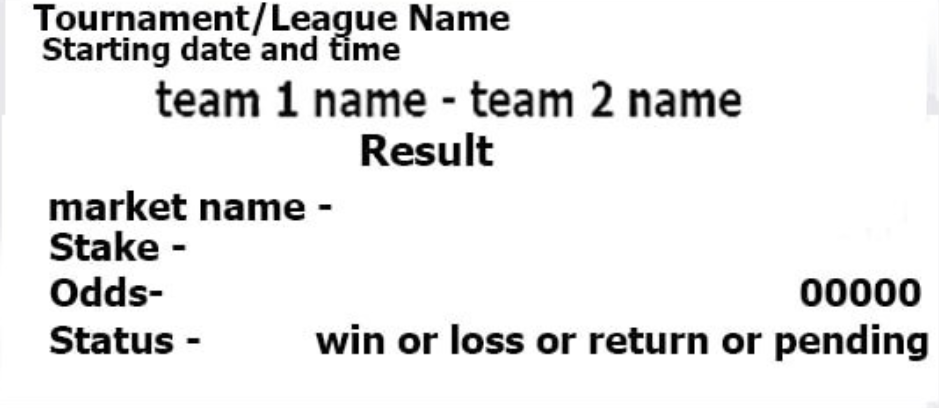 Tournament/League Name
Starting date and time
team 1 name - team 2 name
Result
market name -
Stake -
Odds- 00000
Status - win or loss or return or pending